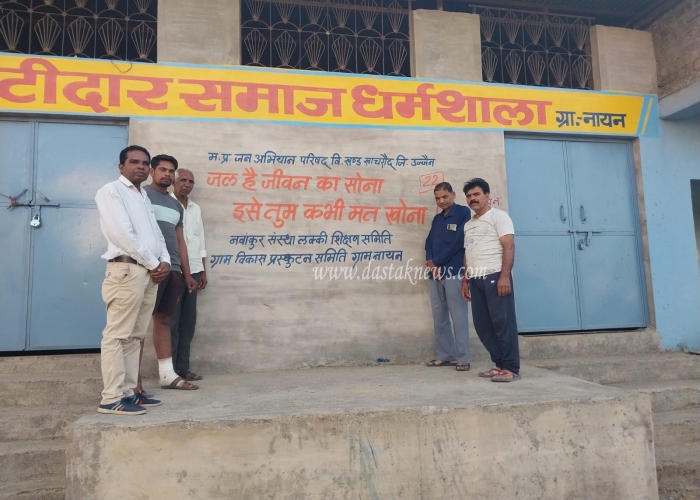 टीदार समाज धर्मशाला ग्रा:- नायन
म.प्र. जन अभियान परिषद् वि.खण्ड खाचरौद जि. उज्जैन
जल है जीवन का सोना
22
इसे तुम कभी मत खोना
नवांकुर संस्था लक्की शिक्षण समिति
ग्राम विकास प्रस्फुटन समिति ग्राम नायन
www.dastaknews.com